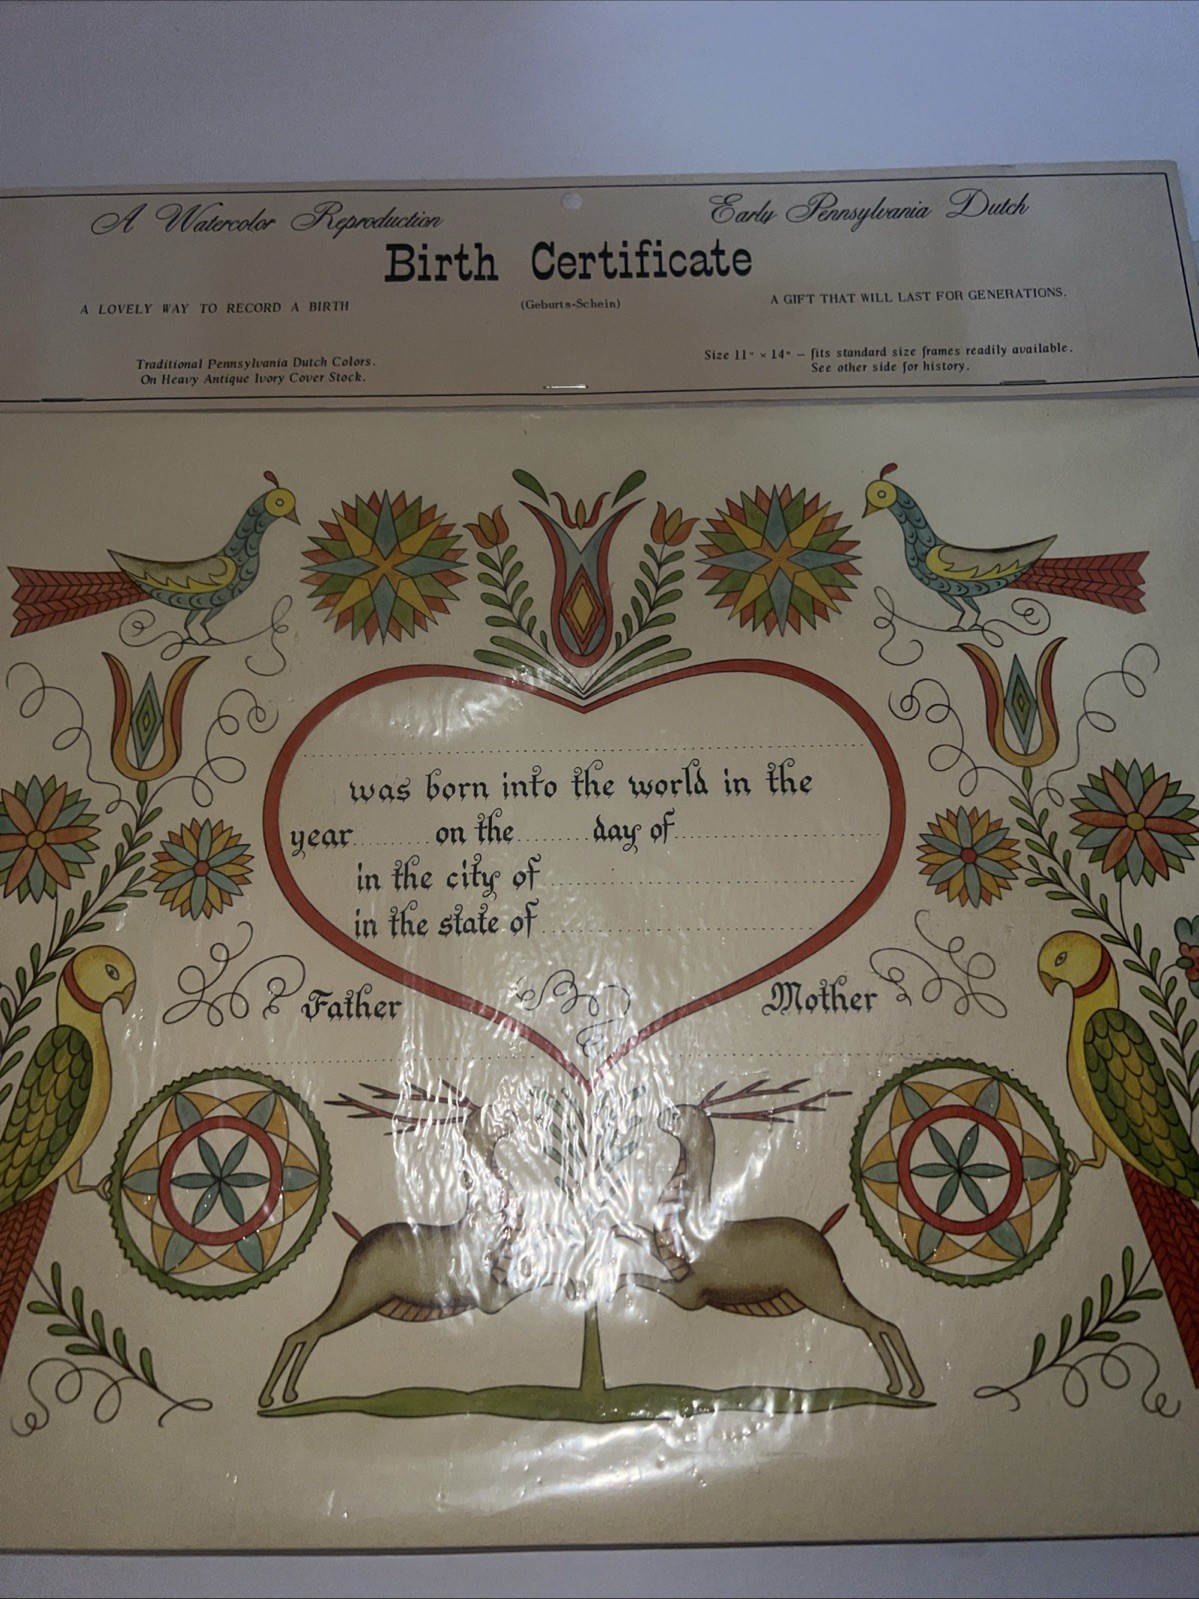 A Watercolor Reproduction
Early Pennsylvania Dutch
Birth Certificate
A LOVELY WAY TO RECORD A BIRTH
(Geburts-Schein)
A GIFT THAT WILL LAST FOR GENERATIONS.
Traditional Pennsylvania Dutch Colors.
On Heavy Antique Ivory Cover Stock.
Size 11" × 14" – fits standard size frames readily available.
See other side for history.
was born into the world in the
year........on the.......day of....................
in the city of
in the state of
Father
Mother